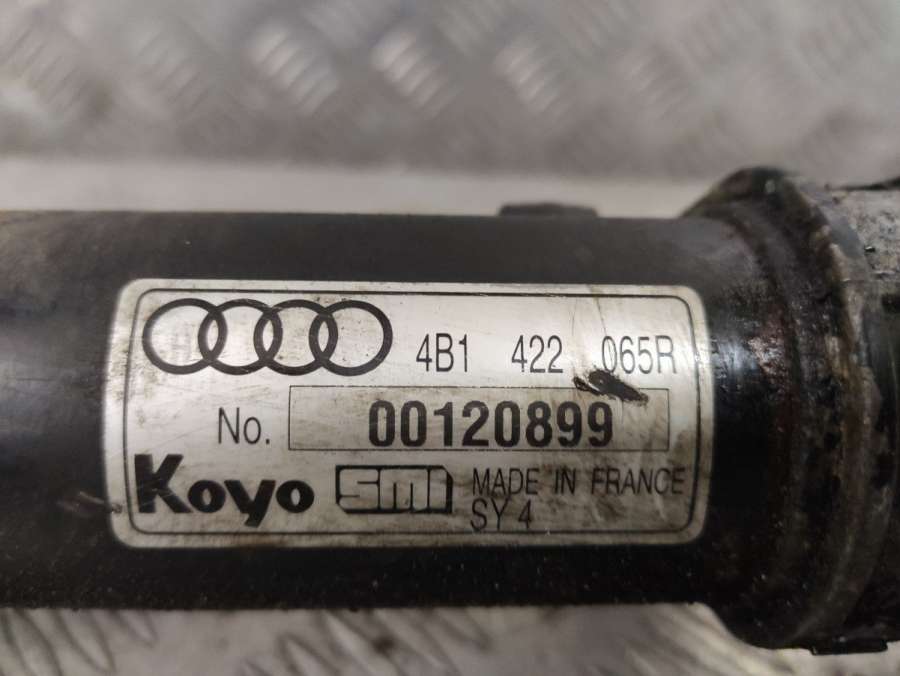 4B1 422 065R
No. 00120899
Koyo SMI MADE IN FRANCE
SY 4